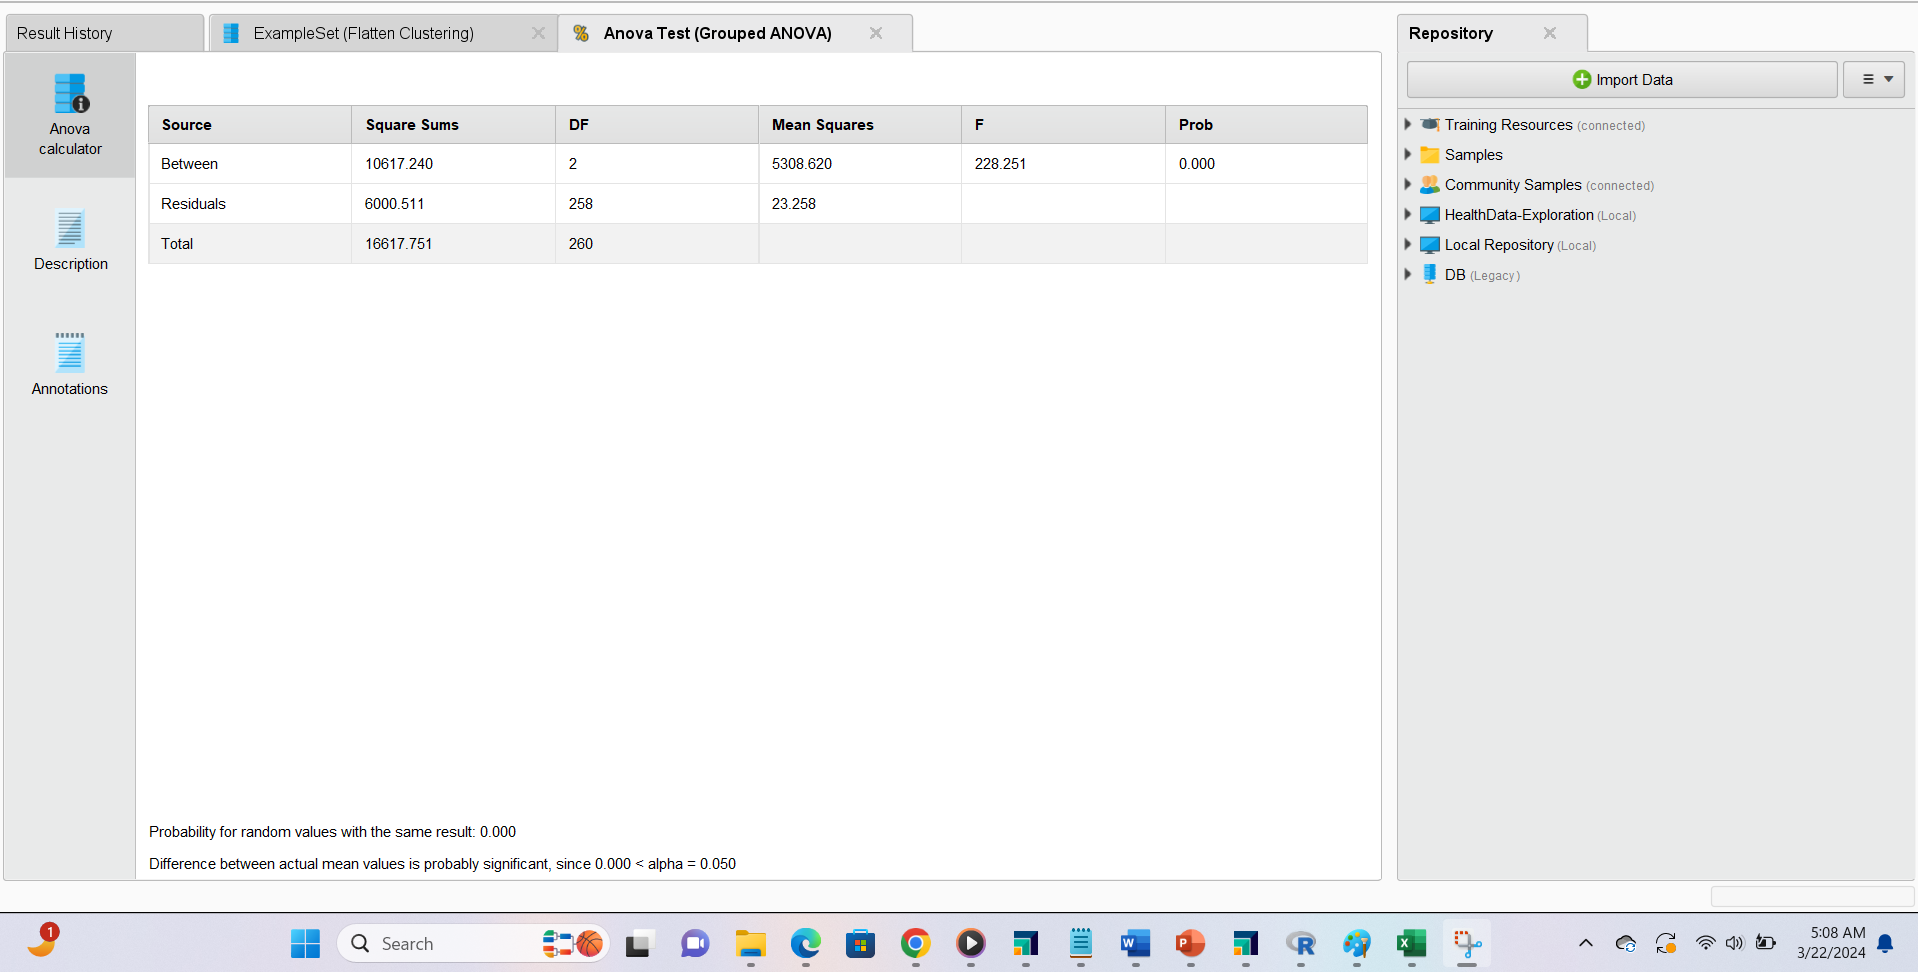 Result History
ExampleSet (Flatten Clustering)
Anova Test (Grouped ANOVA)
Repository
Import Data
Anova
calculator
Description
Annotations
Source Square Sums DF Mean Squares F Prob
Between 10617.240 2 5308.620 228.251 0.000
Residuals 6000.511 258 23.258
Total 16617.751 260
Probability for random values with the same result: 0.000
Difference between actual mean values is probably significant, since 0.000 < alpha = 0.050
Training Resources (connected)
Samples
Community Samples (connected)
HealthData-Exploration (Local)
Local Repository (Local)
DB (Legacy)
1
Search
W
P
R
X
5:08 AM
3/22/2024